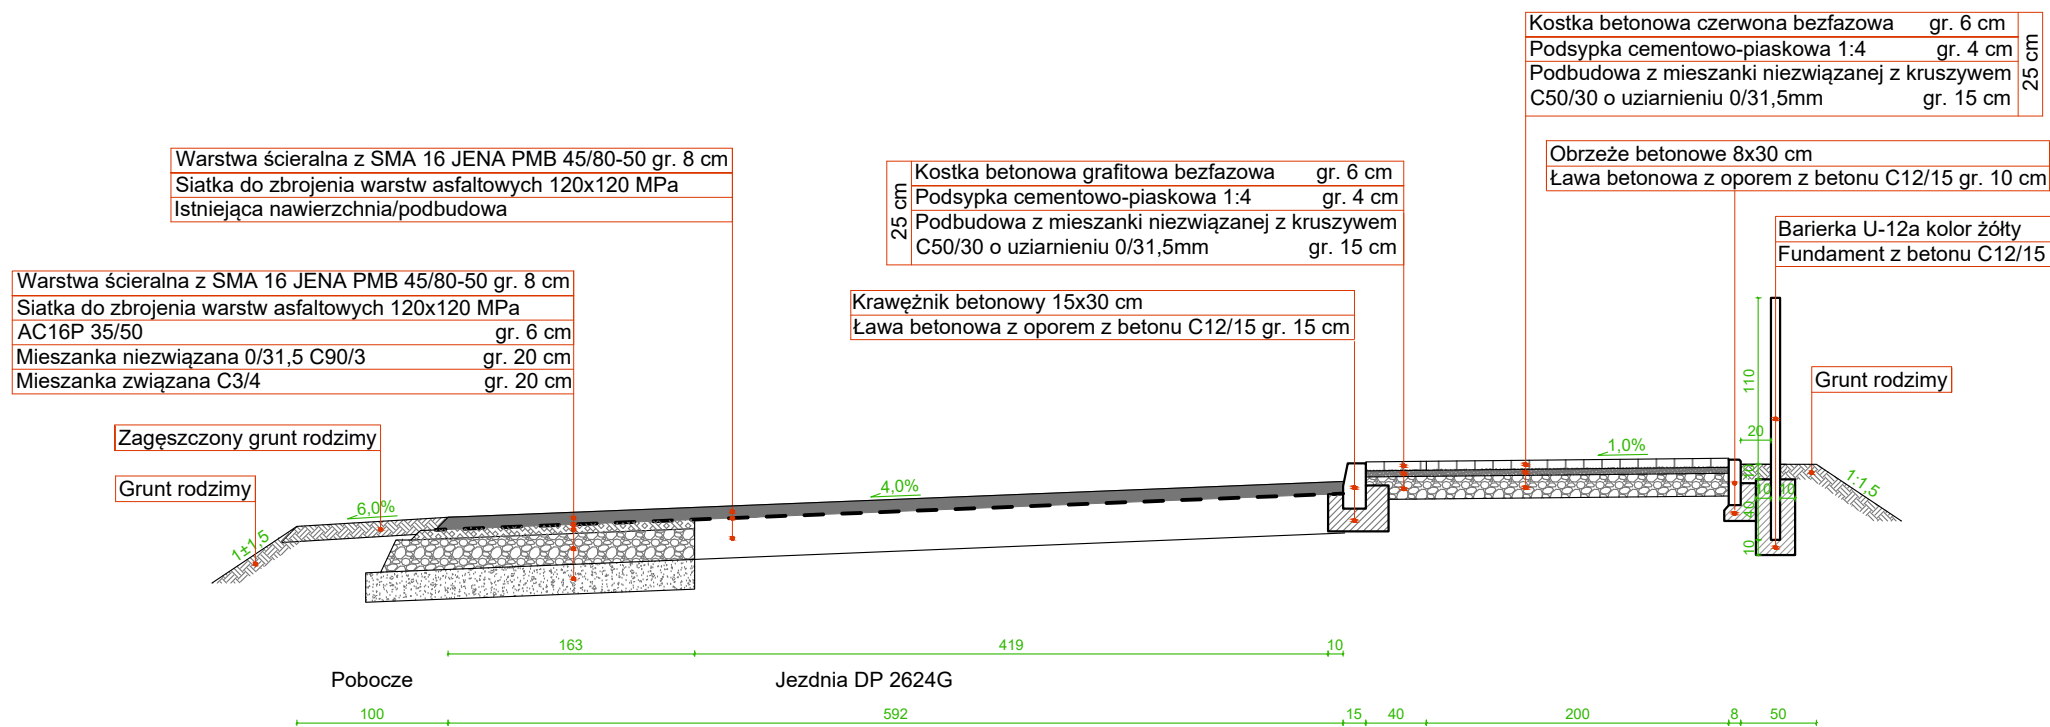 Kostka betonowa czerwona bezfazowa gr. 6 cm
Podsypka cementowo-piaskowa 1:4 gr. 4 cm
Podbudowa z mieszanki niezwiązanej z kruszywem
C50/30 o uziarnieniu 0/31,5mm gr. 15 cm
25 cm
Warstwa ścieralna z SMA 16 JENA PMB 45/80-50 gr. 8 cm
Siatka do zbrojenia warstw asfaltowych 120x120 MPa
Istniejąca nawierzchnia/podbudowa
Kostka betonowa grafitowa bezfazowa gr. 6 cm
Podsypka cementowo-piaskowa 1:4 gr. 4 cm
Podbudowa z mieszanki niezwiązanej z kruszywem
C50/30 o uziarnieniu 0/31,5mm gr. 15 cm
25 cm
Obrzeże betonowe 8x30 cm
Ława betonowa z oporem z betonu C12/15 gr. 10 cm
Barierka U-12a kolor żółty
Fundament z betonu C12/15
Warstwa ścieralna z SMA 16 JENA PMB 45/80-50 gr. 8 cm
Siatka do zbrojenia warstw asfaltowych 120x120 MPa
AC16P 35/50 gr. 6 cm
Mieszanka niezwiązana 0/31,5 C90/3 gr. 20 cm
Mieszanka związana C3/4 gr. 20 cm
Krawężnik betonowy 15x30 cm
Ława betonowa z oporem z betonu C12/15 gr. 15 cm
Grunt rodzimy
Zagęszczony grunt rodzimy
Grunt rodzimy
110
20
1,0%
4,0%
6,0%
1±1,5
1:1,5
10 10
40
10
163 419 10
Pobocze Jezdnia DP 2624G
100 592 15 40 200 8 50